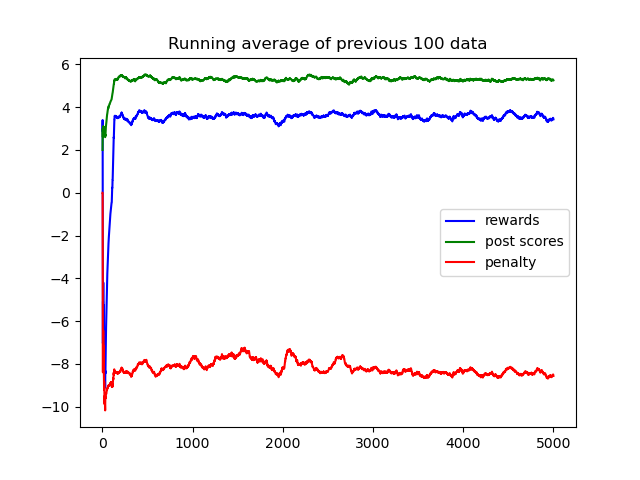 Running average of previous 100 data
6
4
2
0
−2
−4
−6
−8
−10
rewards
post scores
penalty
0 1000 2000 3000 4000 5000